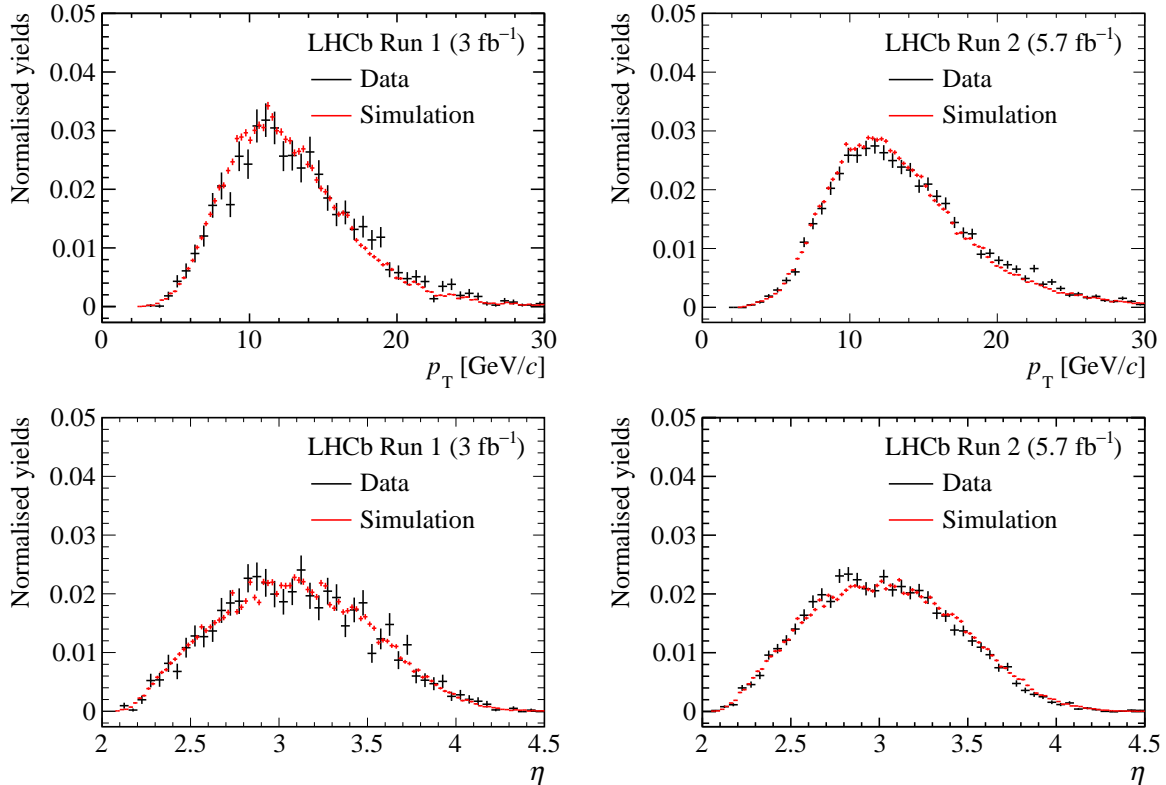 Normalised yields
0.05
0.04
0.03
0.02
0.01
0
LHCb Run 1 (3 fb⁻¹)
Data
Simulation
0 10 20 30
p_T [GeV/c]
Normalised yields
0.05
0.04
0.03
0.02
0.01
0
LHCb Run 2 (5.7 fb⁻¹)
Data
Simulation
0 10 20 30
p_T [GeV/c]
Normalised yields
0.05
0.04
0.03
0.02
0.01
0
LHCb Run 1 (3 fb⁻¹)
Data
Simulation
2 2.5 3 3.5 4 4.5
η
Normalised yields
0.05
0.04
0.03
0.02
0.01
0
LHCb Run 2 (5.7 fb⁻¹)
Data
Simulation
2 2.5 3 3.5 4 4.5
η